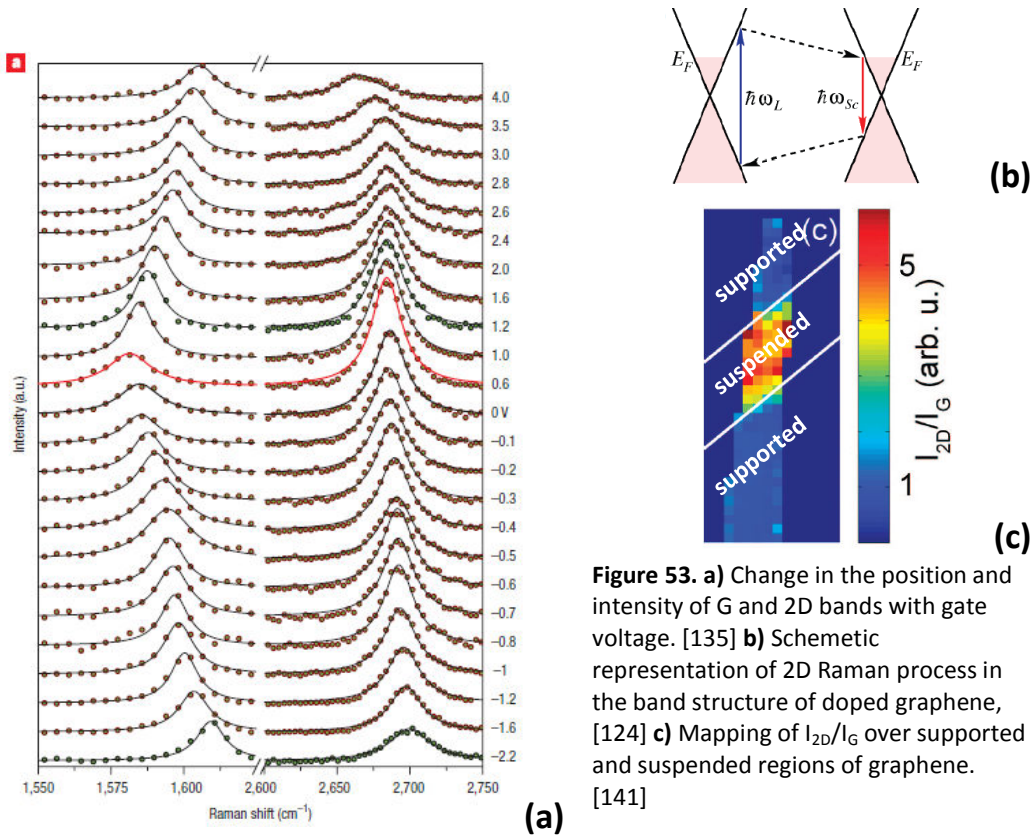 a
4.0
3.5
3.0
2.8
2.6
2.4
2.0
1.6
1.2
1.0
0.6
0 V
−0.1
−0.2
−0.3
−0.4
−0.5
−0.6
−0.7
−0.8
−1
−1.2
−1.6
−2.2
Intensity (a.u.)
1,550 1,575 1,600 2,600 2,650 2,700 2,750
Raman shift (cm⁻¹)
(a)
E_F E_F
ħω_L ħω_Sc
(b)
(c)
supported
suspended
supported
5
1
I₂D/I_G (arb. u.)
(c)
Figure 53. a) Change in the position and
intensity of G and 2D bands with gate
voltage. [135] b) Schemetic
representation of 2D Raman process in
the band structure of doped graphene,
[124] c) Mapping of I₂D/I_G over supported
and suspended regions of graphene.
[141]